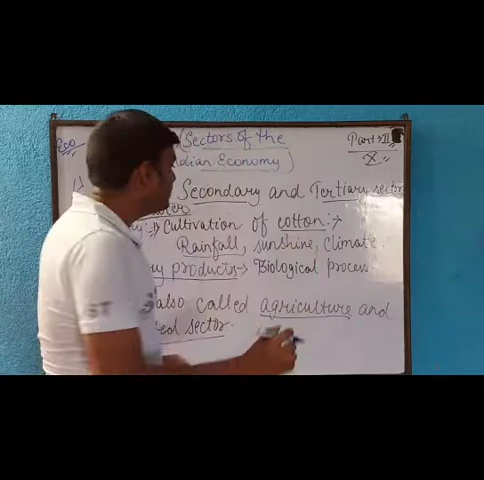 Eco (Sectors of the Part→II
Indian Economy) X
Secondary and Tertiary sector
Cultivation of cotton:→
Rainfall, sunshine, climate.
products→ Biological process
also called agriculture and
sector.
ST